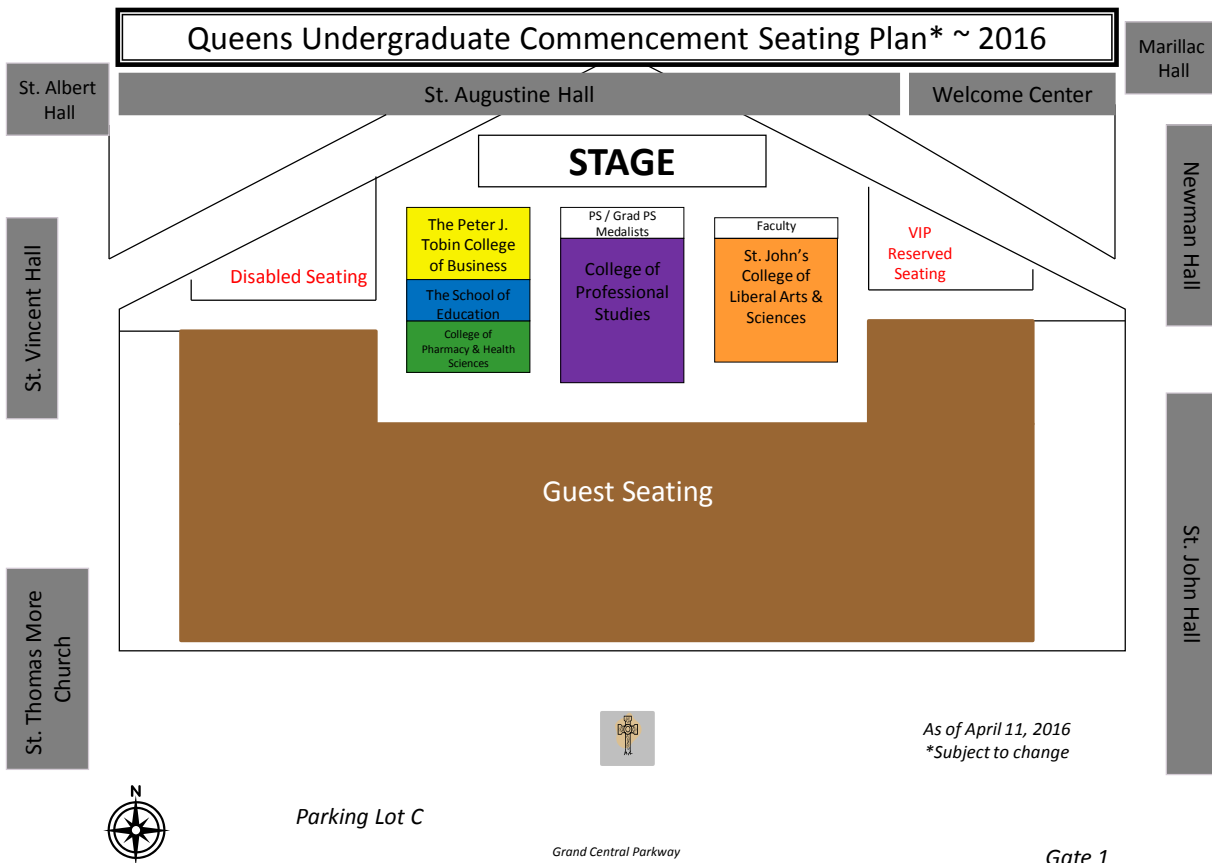 Queens Undergraduate Commencement Seating Plan* ~ 2016
St. Albert
Hall
St. Augustine Hall
Welcome Center
Marillac
Hall
STAGE
St. Vincent Hall
Disabled Seating
The Peter J.
Tobin College
of Business
The School of
Education
College of
Pharmacy & Health
Sciences
PS / Grad PS
Medalists
College of
Professional
Studies
Faculty
St. John's
College of
Liberal Arts &
Sciences
VIP
Reserved
Seating
Newman Hall
Guest Seating
St. Thomas More
Church
St. John Hall
As of April 11, 2016
*Subject to change
N
Parking Lot C
Grand Central Parkway
Gate 1